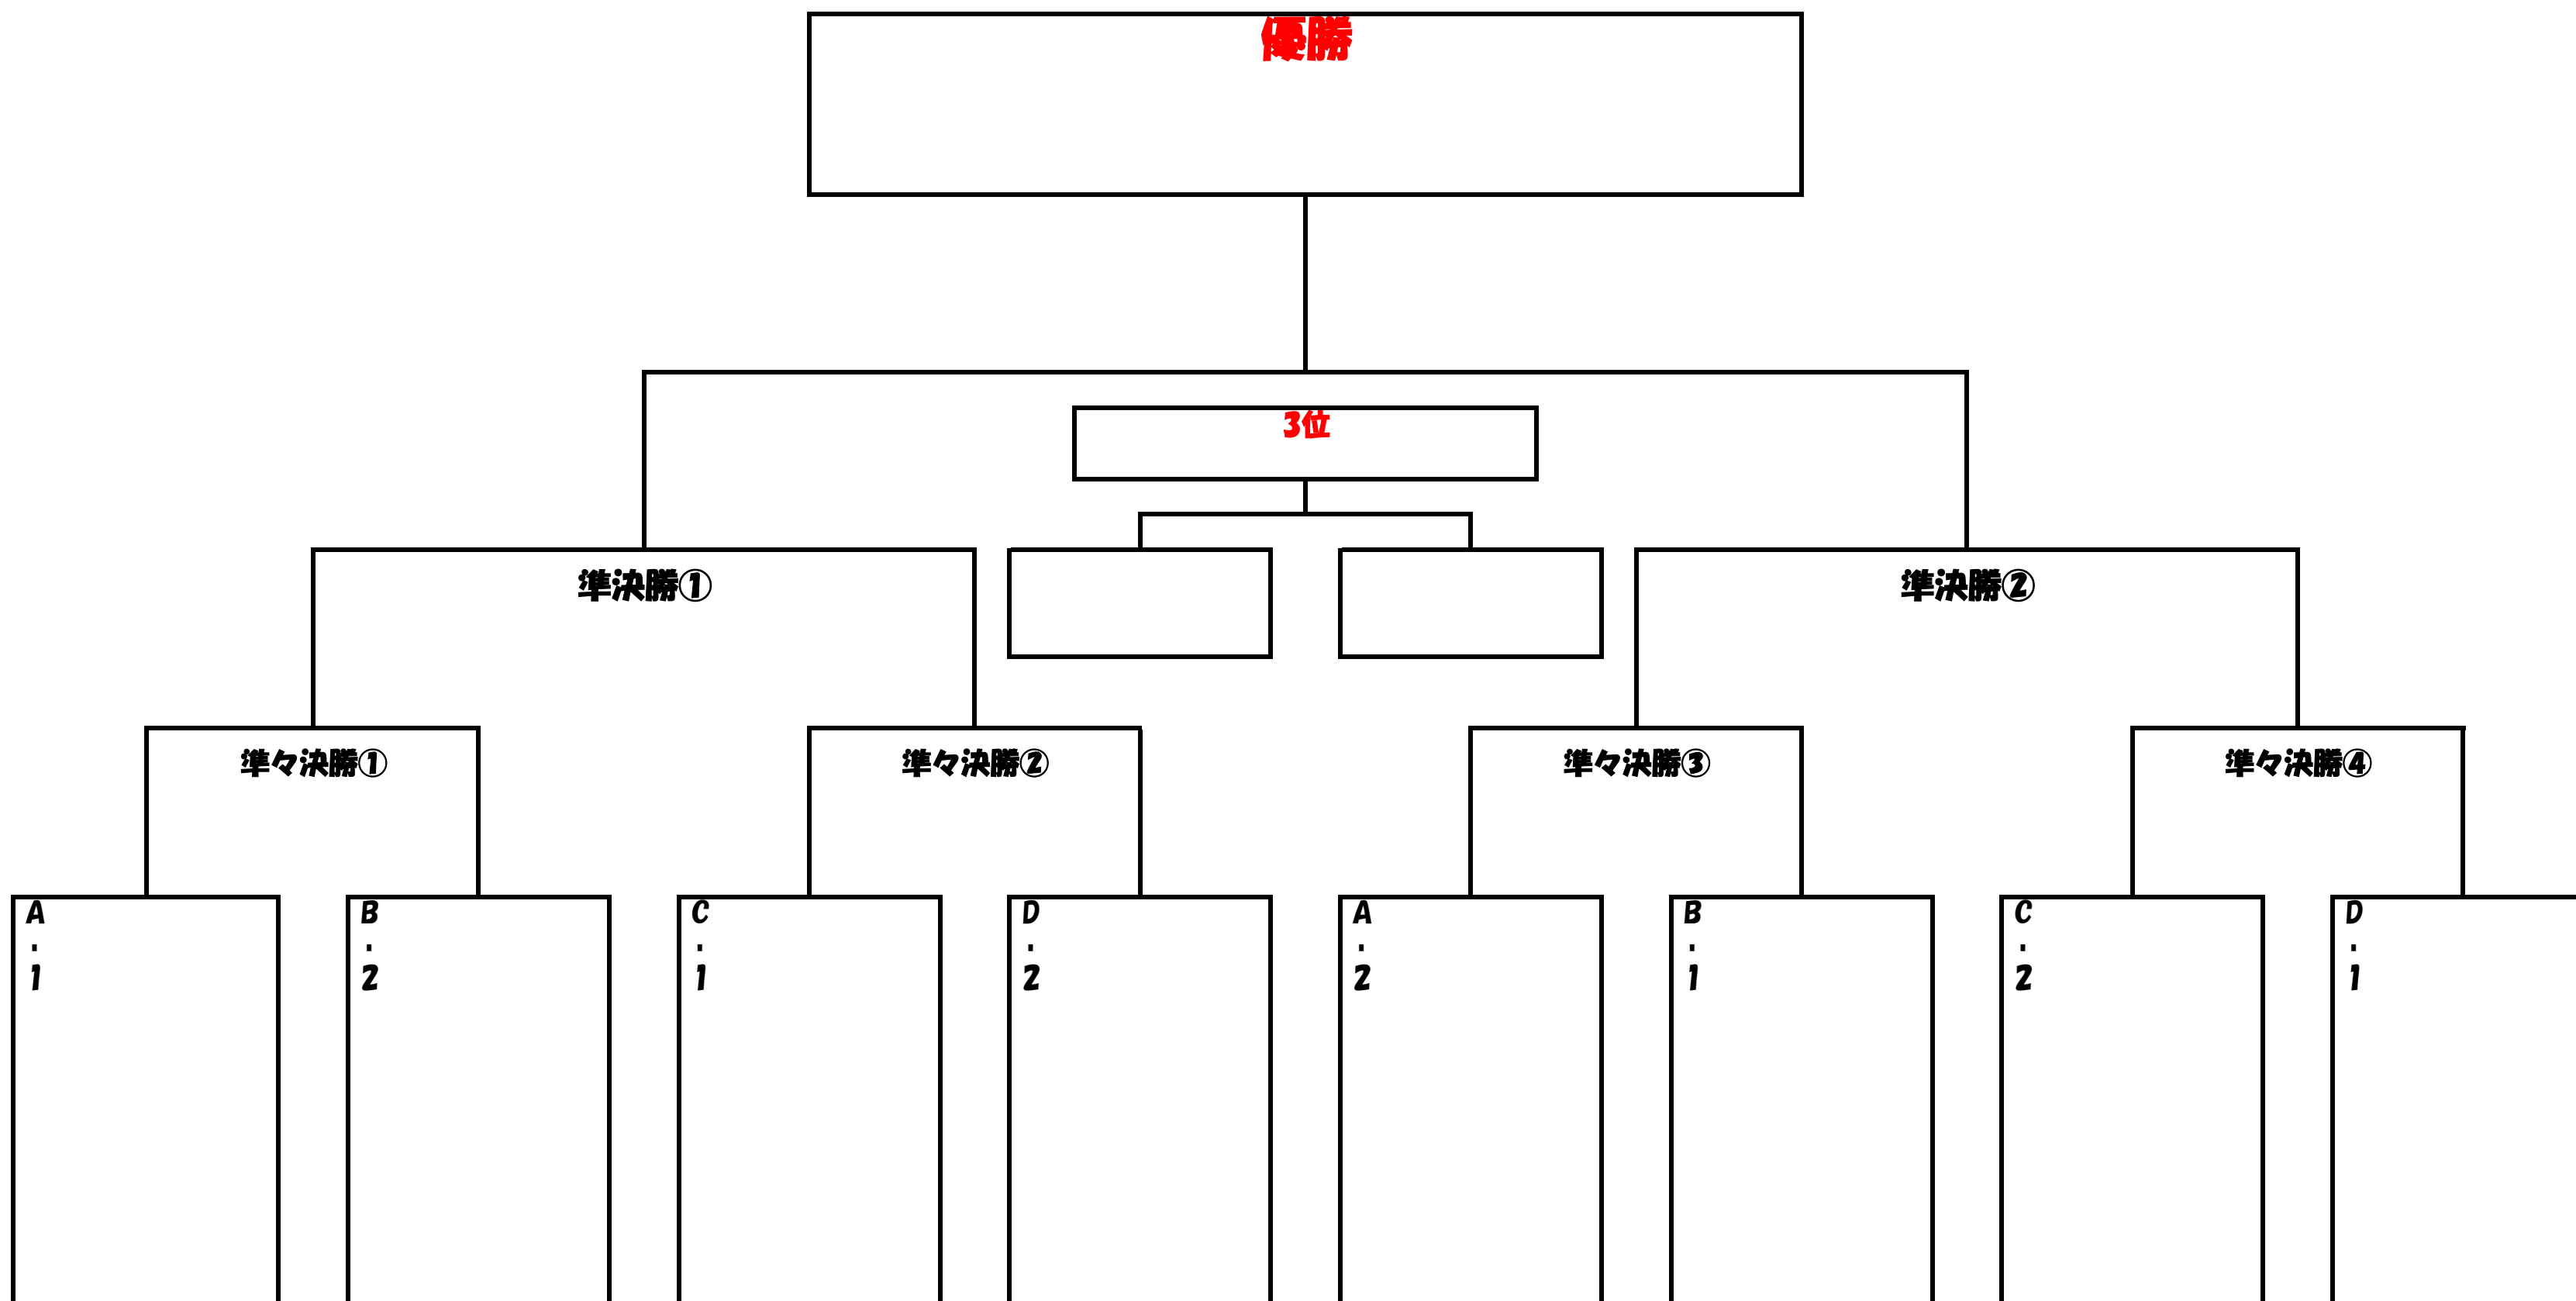 優勝
3位
準決勝①
準決勝②
準々決勝①
準々決勝②
準々決勝③
準々決勝④
A・1
B・2
C・1
D・2
A・2
B・1
C・2
D・1